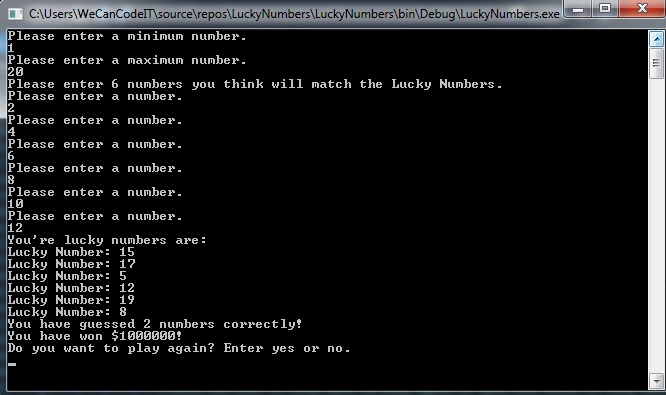 C:\Users\WeCanCodeIT\source\repos\LuckyNumbers\LuckyNumbers\bin\Debug\LuckyNumbers.exe
Please enter a minimum number.
1
Please enter a maximum number.
20
Please enter 6 numbers you think will match the Lucky Numbers.
Please enter a number.
2
Please enter a number.
4
Please enter a number.
6
Please enter a number.
8
Please enter a number.
10
Please enter a number.
12
You're lucky numbers are:
Lucky Number: 15
Lucky Number: 17
Lucky Number: 5
Lucky Number: 12
Lucky Number: 19
Lucky Number: 8
You have guessed 2 numbers correctly!
You have won $1000000!
Do you want to play again? Enter yes or no.